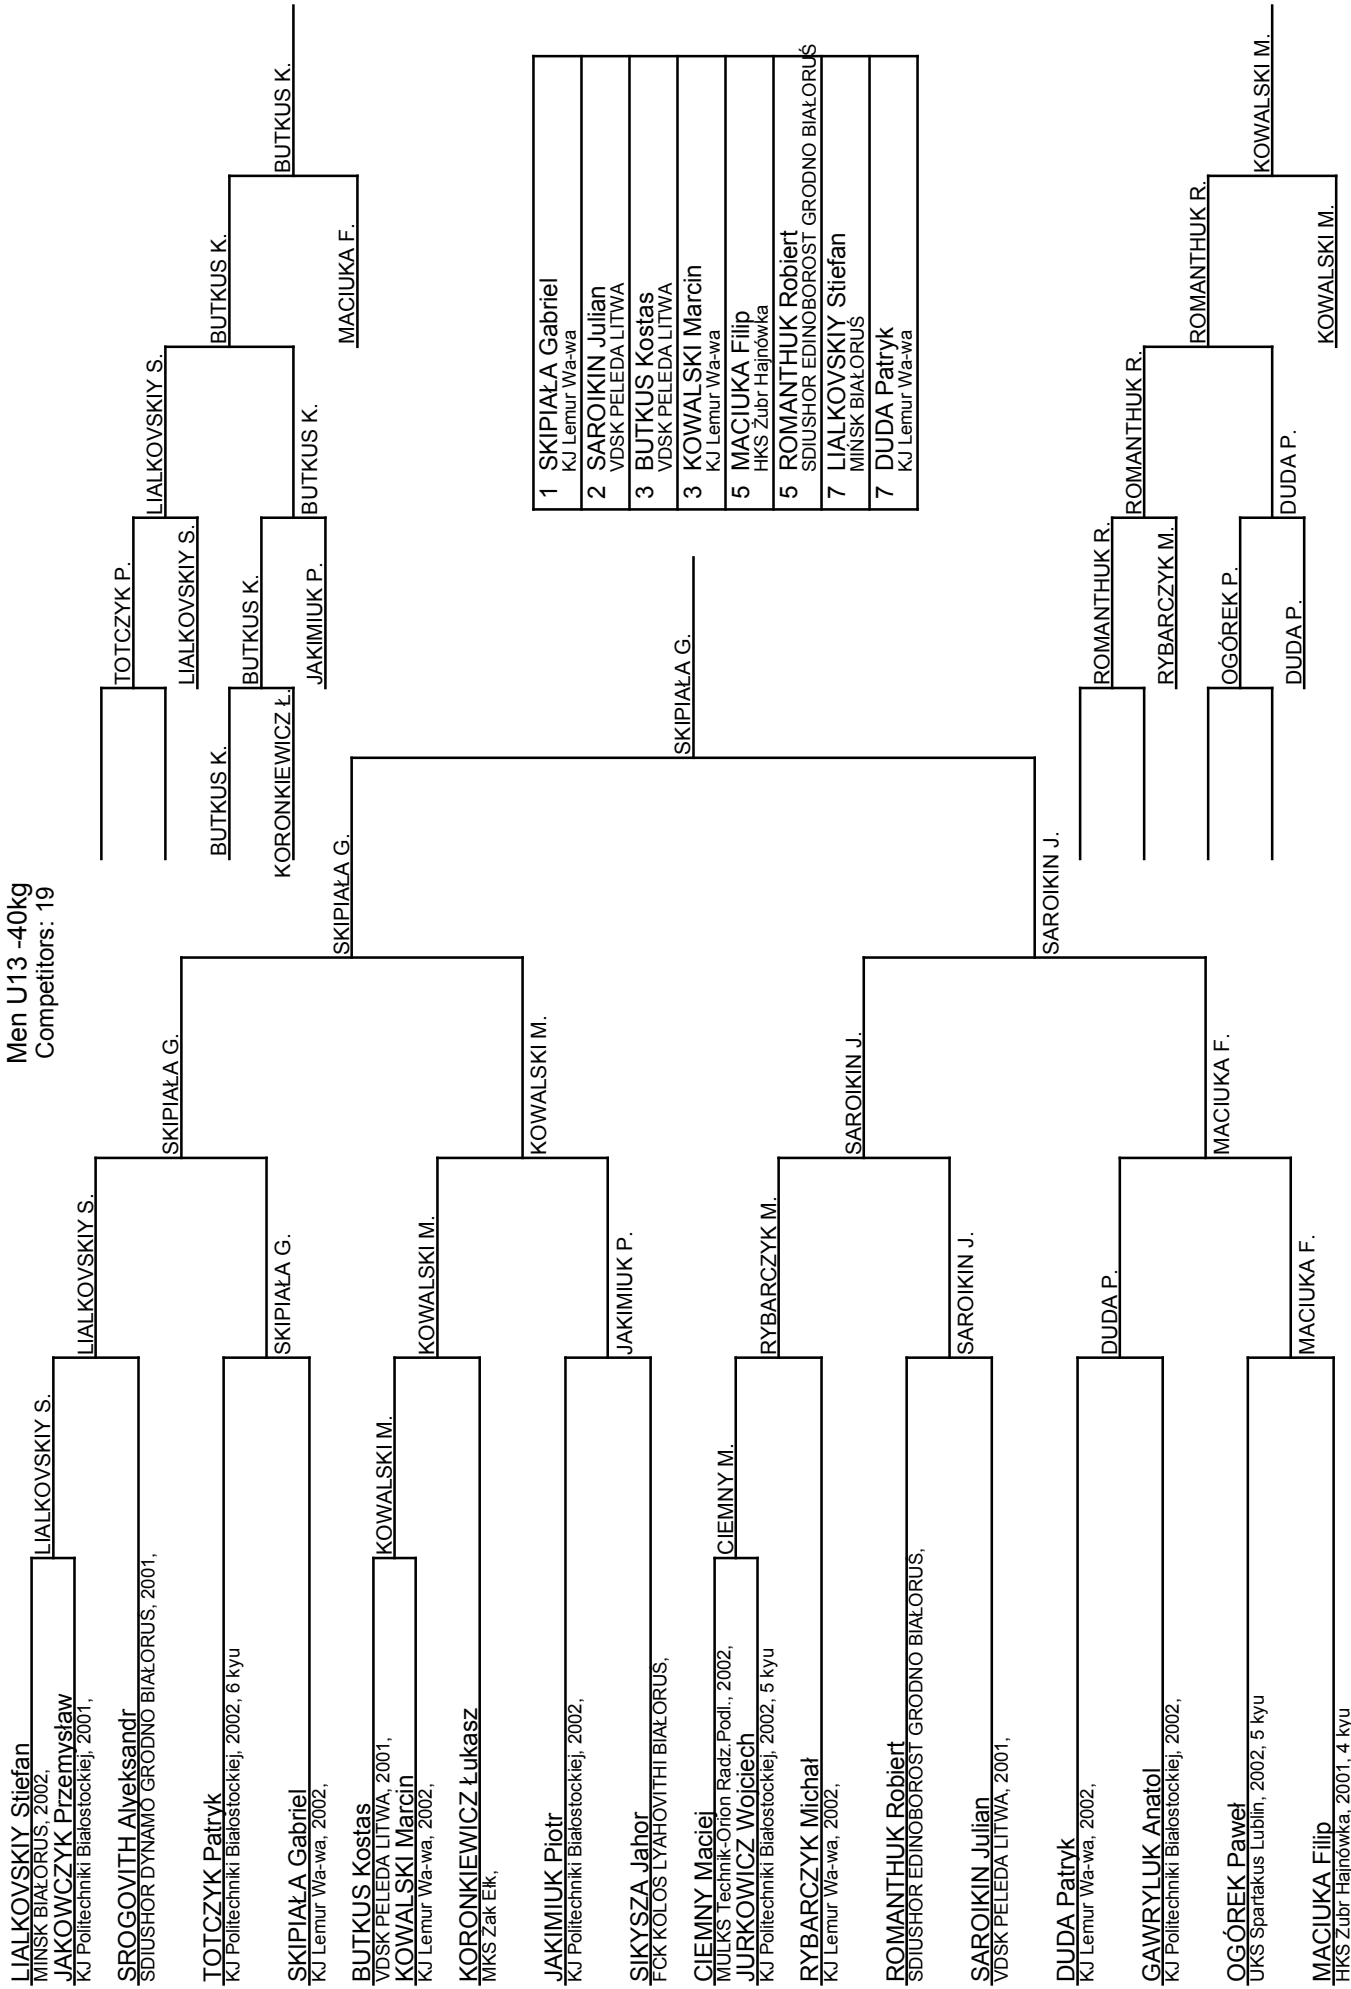 Men U13 -40kg
Competitors: 19
LIALKOVSKIY Stiefan
MIŃSK BIAŁORUŚ, 2002,
JAKOWCZYK Przemysław
KJ Politechniki Białostockiej, 2001,
SROGOVITH Alyeksandr
SDIUSHOR DYNAMO GRODNO BIAŁORUŚ, 2001,
TOTCZYK Patryk
KJ Politechniki Białostockiej, 2002, 6 kyu
SKIPIAŁA Gabriel
KJ Lemur Wa-wa, 2002,
BUTKUS Kostas
VDSK PELEDA LITWA, 2001,
KOWALSKI Marcin
KJ Lemur Wa-wa, 2002,
KORONKIEWICZ Łukasz
MKS Żak Ełk,
JAKIMIUK Piotr
KJ Politechniki Białostockiej, 2002,
SIKYSZA Jahor
FCK KOLOS LYAHOVITHI BIAŁORUŚ,
CIEMNY Maciej
MULKS Technik-Orion Radz.Podl., 2002,
JURKOWICZ Wojciech
KJ Politechniki Białostockiej, 2002, 5 kyu
RYBARCZYK Michał
KJ Lemur Wa-wa, 2002,
ROMANTHUK Robiert
SDIUSHOR EDINOBOROST GRODNO BIAŁORUŚ,
SAROIKIN Julian
VDSK PELEDA LITWA, 2001,
DUDA Patryk
KJ Lemur Wa-wa, 2002,
GAWRYLUK Anatol
KJ Politechniki Białostockiej, 2002,
OGÓREK Paweł
UKS Spartakus Lublin, 2002, 5 kyu
MACIUKA Filip
HKS Żubr Hajnówka, 2001, 4 kyu
LIALKOVSKIY S.
KOWALSKI M.
CIEMNY M.
LIALKOVSKIY S.
SKIPIAŁA G.
KOWALSKI M.
JAKIMIUK P.
RYBARCZYK M.
SAROIKIN J.
DUDA P.
MACIUKA F.
SKIPIAŁA G.
KOWALSKI M.
SAROIKIN J.
MACIUKA F.
SKIPIAŁA G.
SAROIKIN J.
SKIPIAŁA G.
BUTKUS K.
KORONKIEWICZ Ł.
TOTCZYK P.
LIALKOVSKIY S.
BUTKUS K.
JAKIMIUK P.
LIALKOVSKIY S.
BUTKUS K.
BUTKUS K.
MACIUKA F.
BUTKUS K.
ROMANTHUK R.
RYBARCZYK M.
OGÓREK P.
DUDA P.
ROMANTHUK R.
DUDA P.
ROMANTHUK R.
KOWALSKI M.
KOWALSKI M.
1 SKIPIAŁA Gabriel
KJ Lemur Wa-wa
2 SAROIKIN Julian
VDSK PELEDA LITWA
3 BUTKUS Kostas
VDSK PELEDA LITWA
3 KOWALSKI Marcin
KJ Lemur Wa-wa
5 MACIUKA Filip
HKS Żubr Hajnówka
5 ROMANTHUK Robiert
SDIUSHOR EDINOBOROST GRODNO BIAŁORUŚ
7 LIALKOVSKIY Stiefan
MIŃSK BIAŁORUŚ
7 DUDA Patryk
KJ Lemur Wa-wa